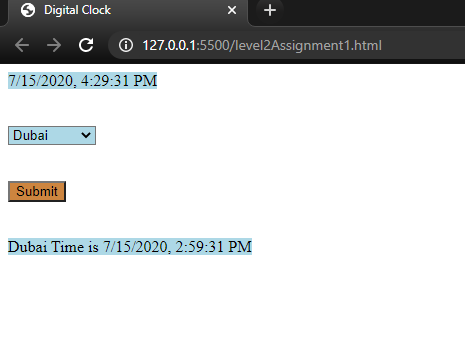 Digital Clock
127.0.0.1:5500/level2Assignment1.html
7/15/2020, 4:29:31 PM
Dubai
Submit
Dubai Time is 7/15/2020, 2:59:31 PM